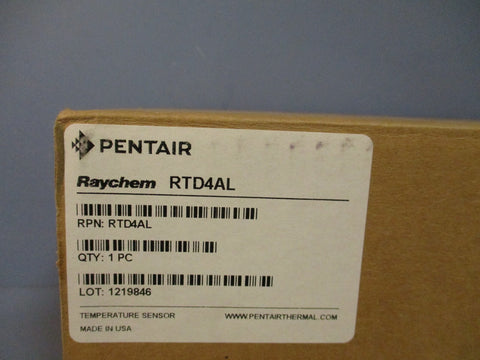 PENTAIR
Raychem RTD4AL
RPN: RTD4AL
QTY: 1 PC
LOT: 1219846
TEMPERATURE SENSOR WWW.PENTAIRTHERMAL.COM
MADE IN USA